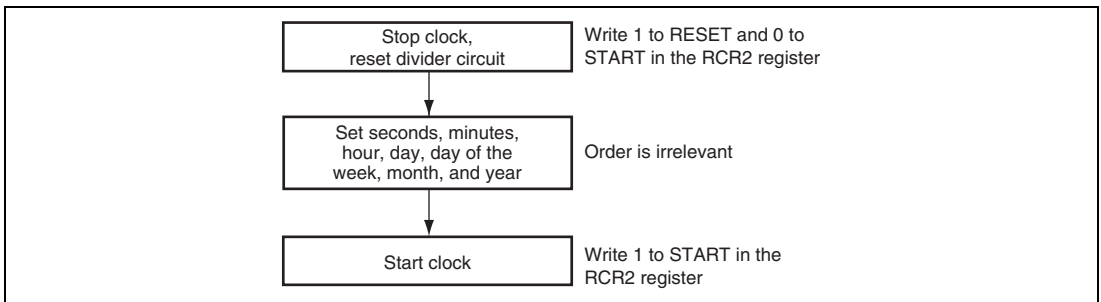 Stop clock,
reset divider circuit
Write 1 to RESET and 0 to
START in the RCR2 register
Set seconds, minutes,
hour, day, day of the
week, month, and year
Order is irrelevant
Start clock
Write 1 to START in the
RCR2 register